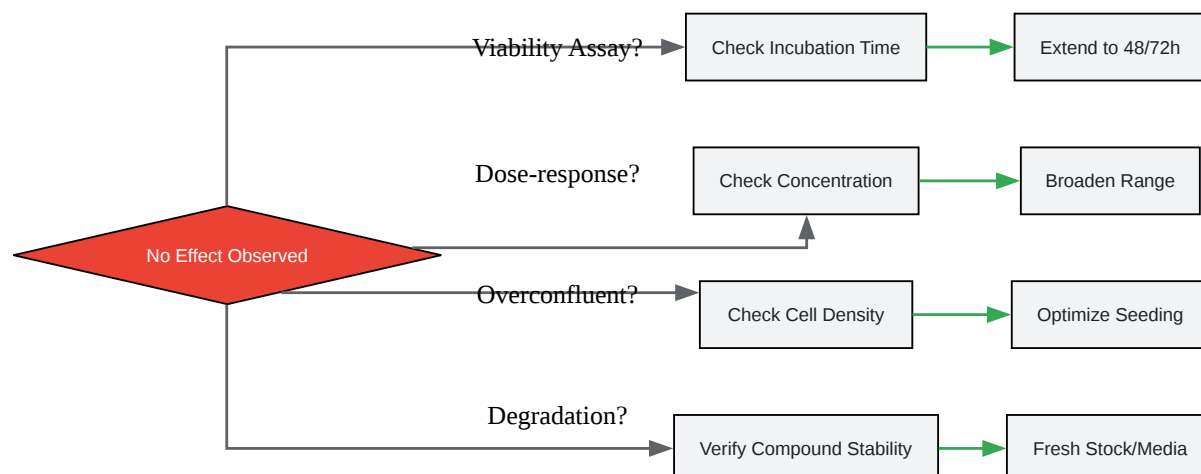 Viability Assay?
Check Incubation Time
Extend to 48/72h
Dose-response?
Check Concentration
Broaden Range
No Effect Observed
Overconfluent?
Check Cell Density
Optimize Seeding
Degradation?
Verify Compound Stability
Fresh Stock/Media